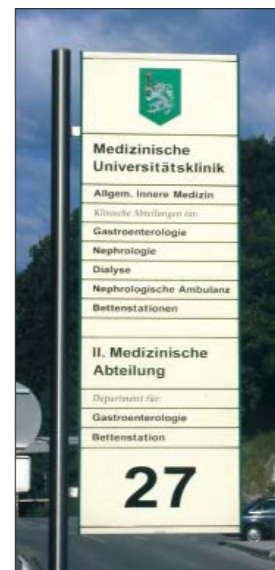 Medizinische
Universitätsklinik
Allgem. Innere Medizin
Klinische Abteilungen für:
Gastroenterologie
Nephrologie
Dialyse
Nephrologische Ambulanz
Bettenstationen
II. Medizinische
Abteilung
Department für:
Gastroenterologie
Bettenstation
27